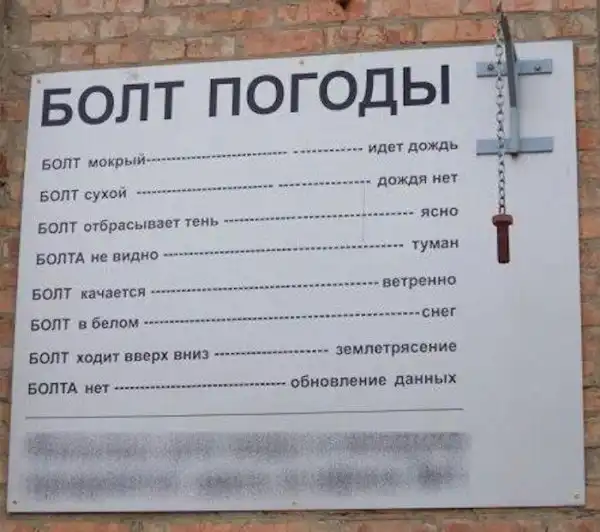 БОЛТ ПОГОДЫ
БОЛТ мокрый---------------------- ----------- идет дождь
БОЛТ сухой --------------------- --------------- дождя нет
БОЛТ отбрасывает тень ------------------------------ ясно
БОЛТА не видно -------------------------------------- туман
БОЛТ качается ------------------------------------ ветренно
БОЛТ в белом -------------------------------------------снег
БОЛТ ходит вверх вниз ------------------ землетрясение
БОЛТА нет --------------------------- обновление данных